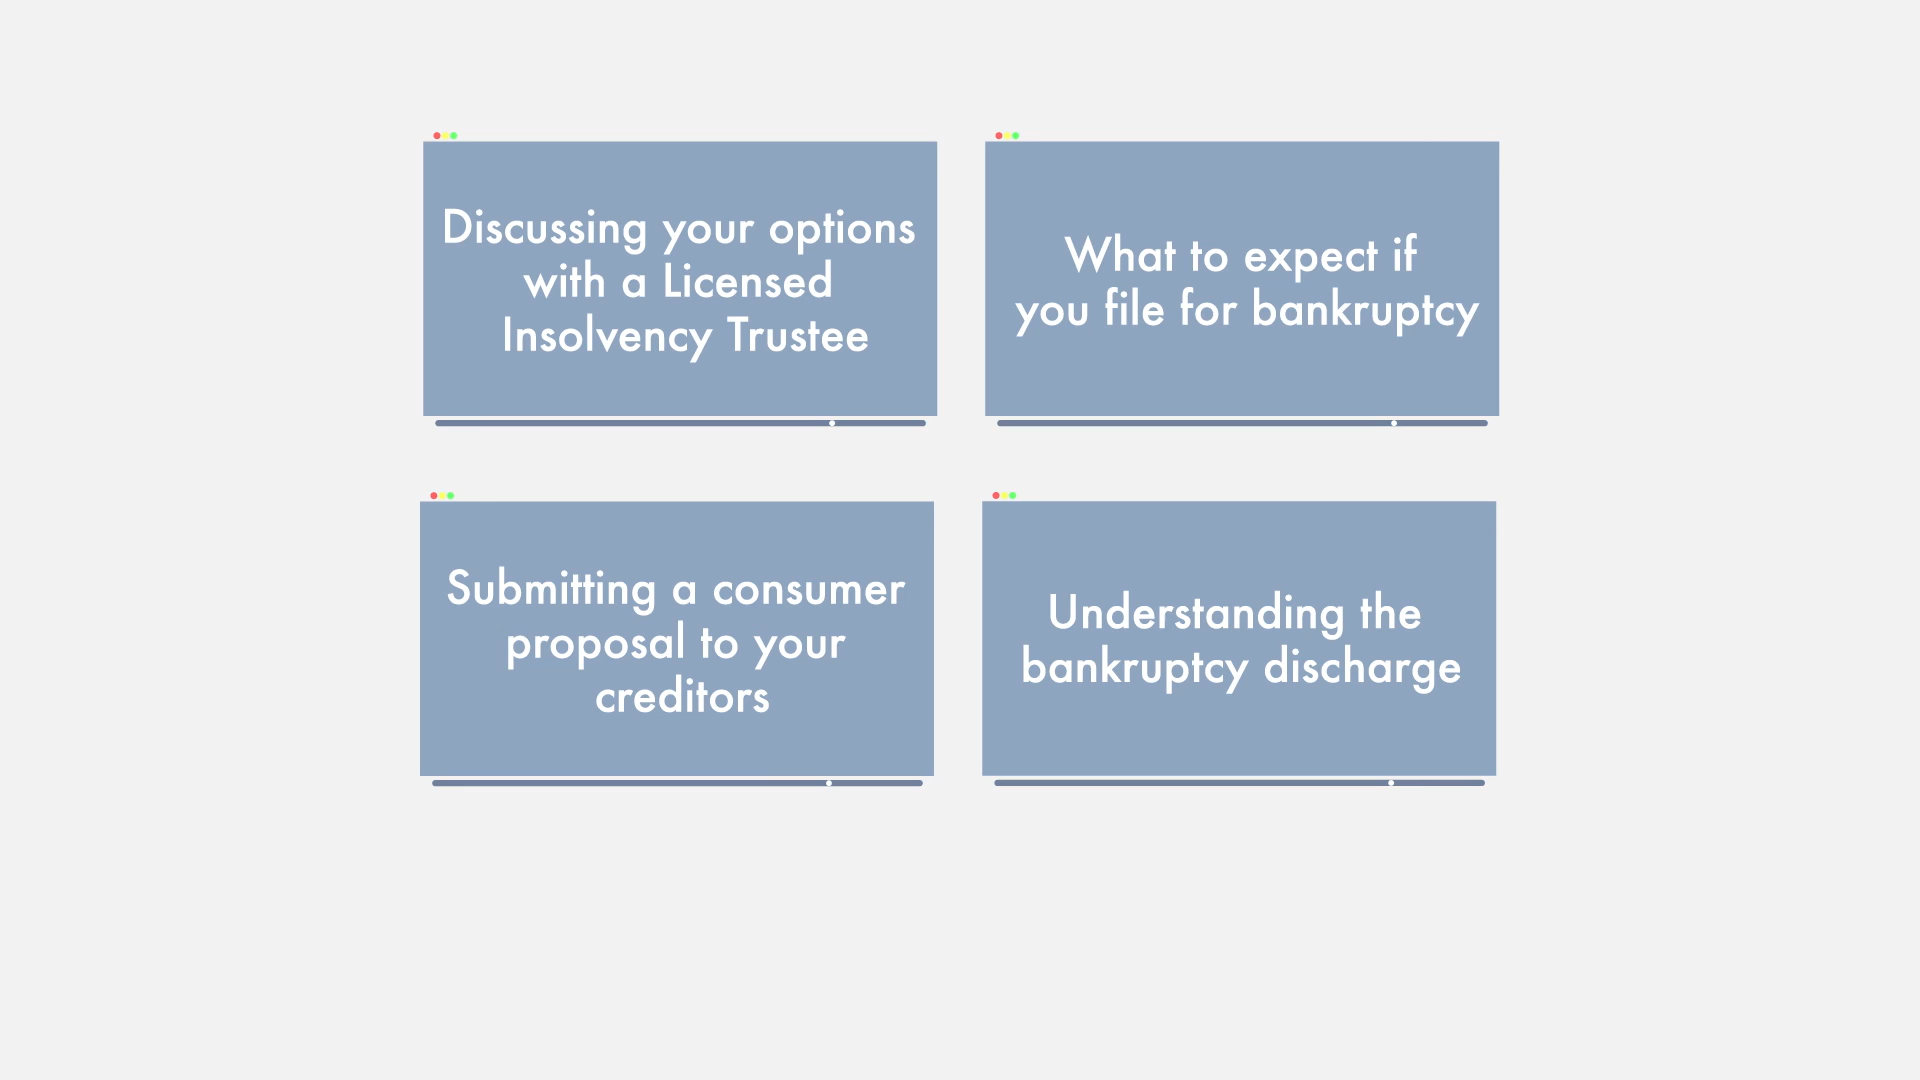 Discussing your options
with a Licensed
Insolvency Trustee
What to expect if
you file for bankruptcy
Submitting a consumer
proposal to your
creditors
Understanding the
bankruptcy discharge